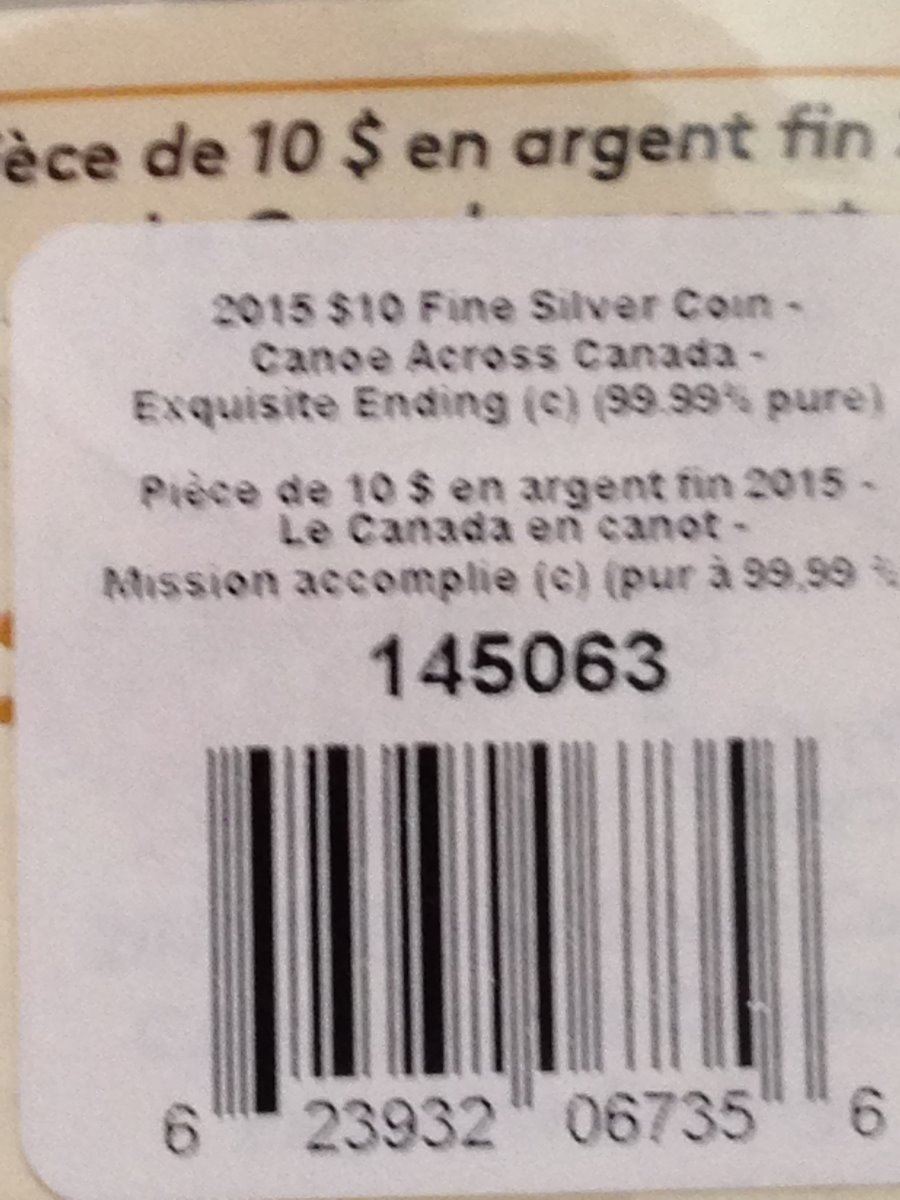 èce de 10 $ en argent fin
2015 $10 Fine Silver Coin -
Canoe Across Canada -
Exquisite Ending (c) (99.99% pure)
Pièce de 10 $ en argent fin 2015 -
Le Canada en canot -
Mission accomplie (c) (pur à 99,99 %
145063
6 23932 06735 6